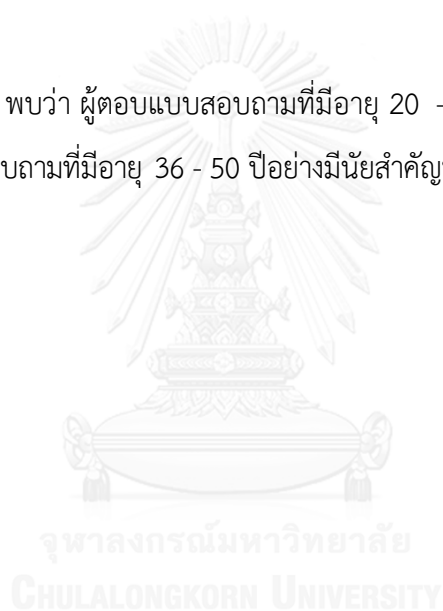 พบว่า ผู้ตอบแบบสอบถามที่มีอายุ 20 -
บถามที่มีอายุ 36 - 50 ปีอย่างมีนัยสำคัญ
จุฬาลงกรณ์มหาวิทยาลัย
CHULALONGKORN UNIVERSITY